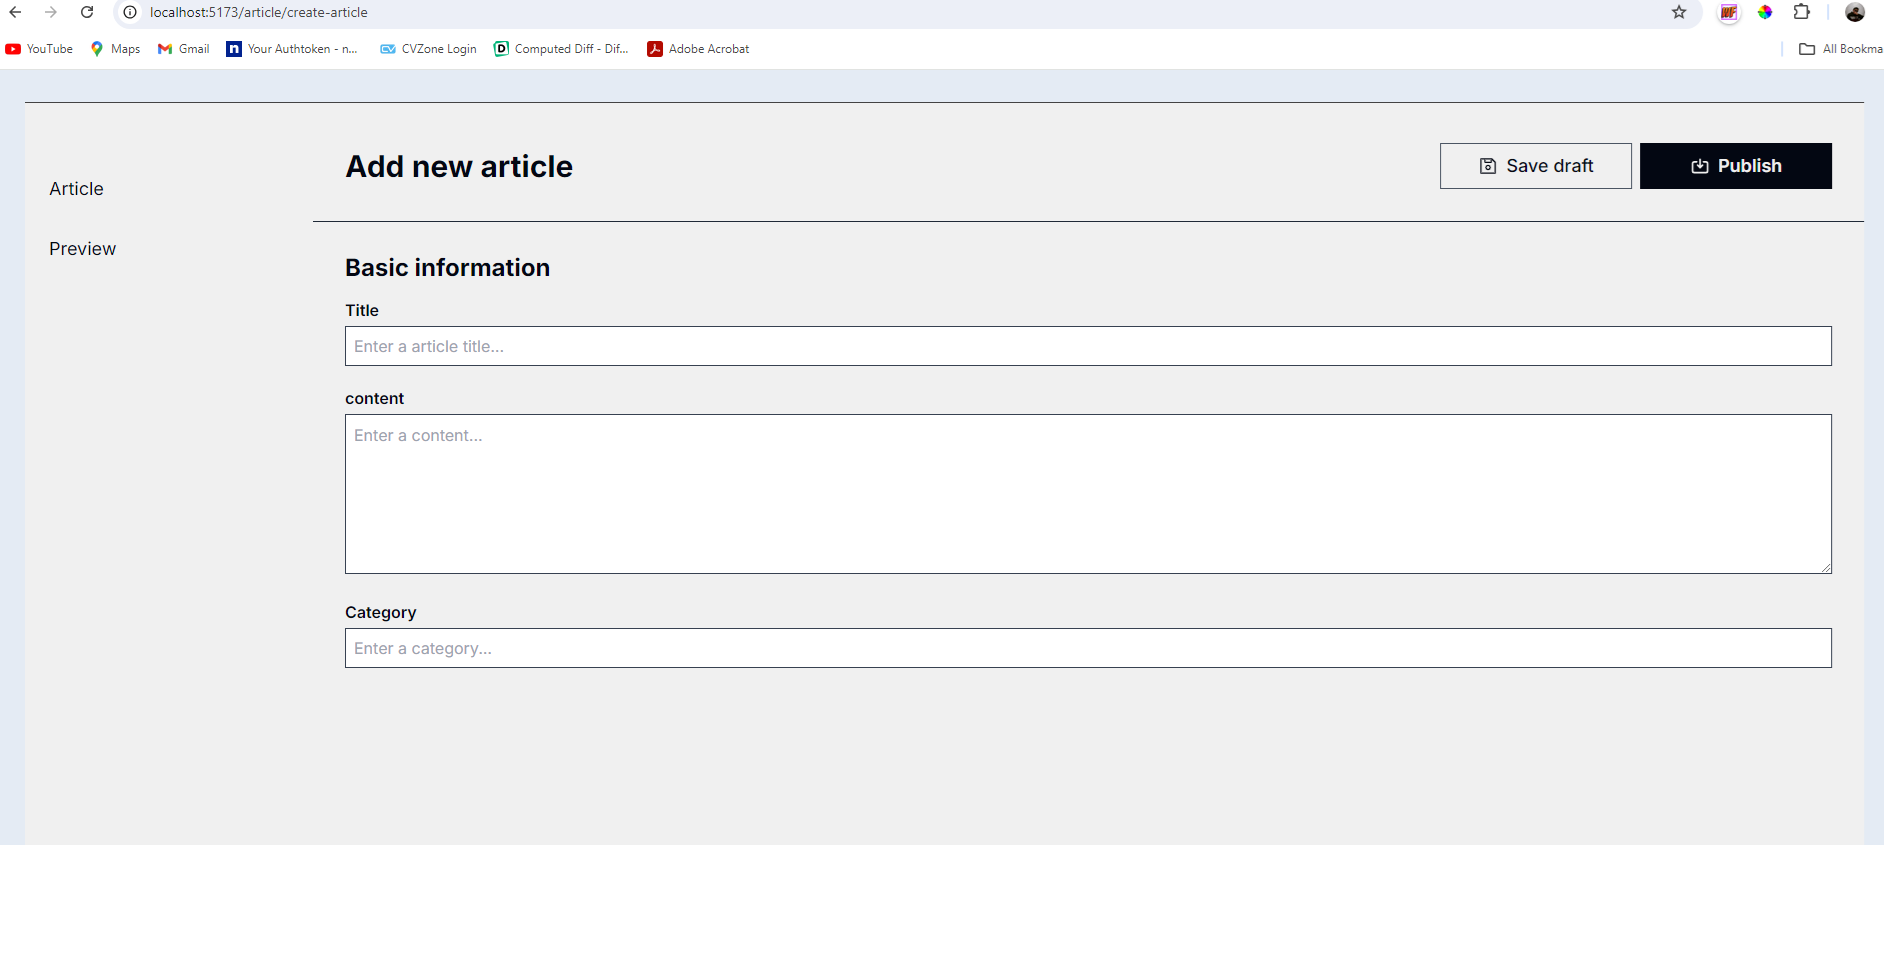 localhost:5173/article/create-article
YouTube Maps Gmail n Your Authtoken - n... CV CVZone Login D Computed Diff - Dif... Adobe Acrobat All Bookma
Add new article
Save draft Publish
Article
Preview
Basic information
Title
Enter a article title...
content
Enter a content...
Category
Enter a category...